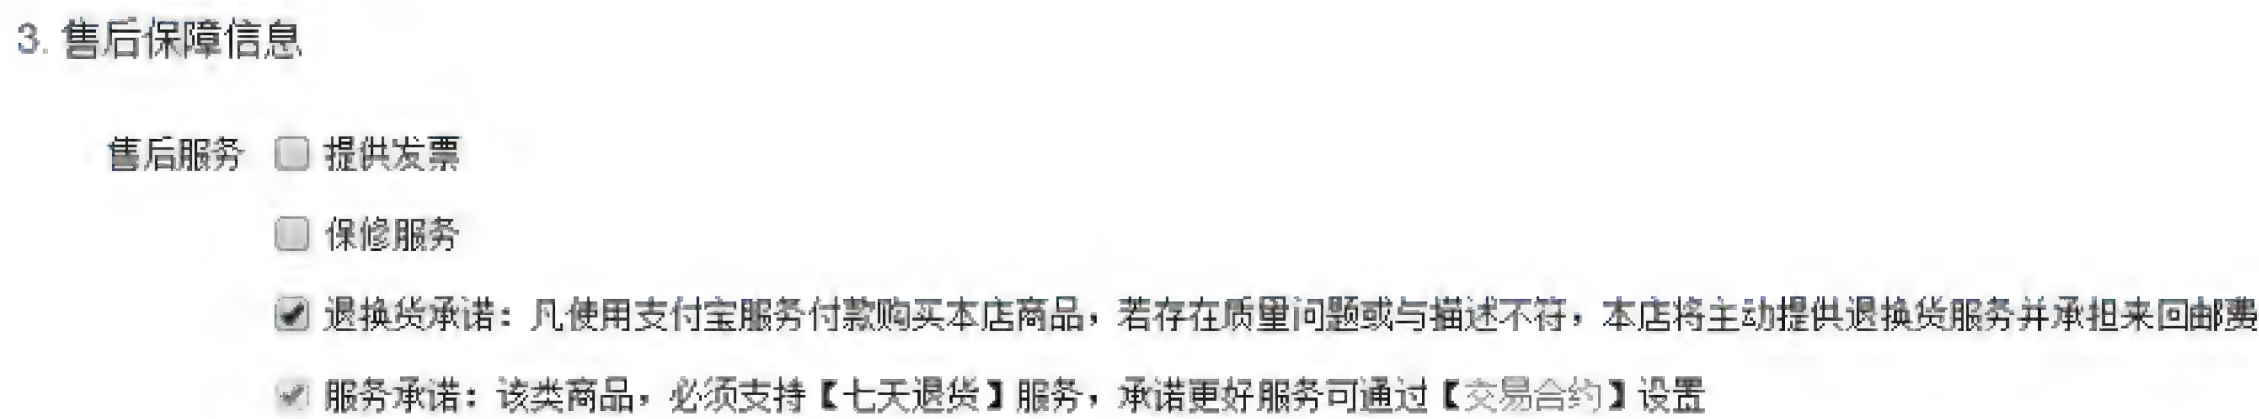 3. 售后保障信息
售后服务 提供发票
保修服务
退换货承诺：凡使用支付宝服务付款购买本店商品，若存在质量问题或与描述不符，本店将主动提供退换货服务并承担来回邮费
服务承诺：该类商品，必须支持【七天退货】服务，承诺更好服务可通过【交易合约】设置